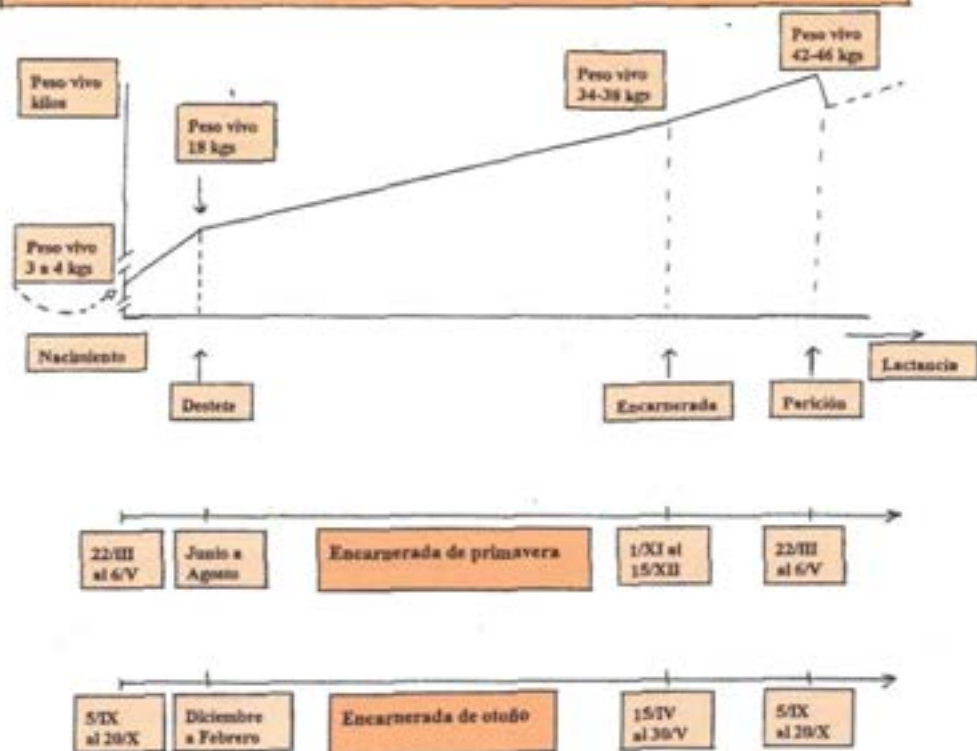 Peso vivo
42-46 kgs
Peso vivo
kilos
Peso vivo
34-38 kgs
Peso vivo
18 kgs
Peso vivo
3 a 4 kgs
Nacimiento
Lactancia
Destete
Encarnerada
Parición
22/III
al 6/V
Junio a
Agosto
Encarnerada de primavera
1/XI al
15/XII
22/III
al 6/V
5/IX
al 20/X
Diciembre
a Febrero
Encarnerada de otoño
15/IV
al 30/V
5/IX
al 20/X